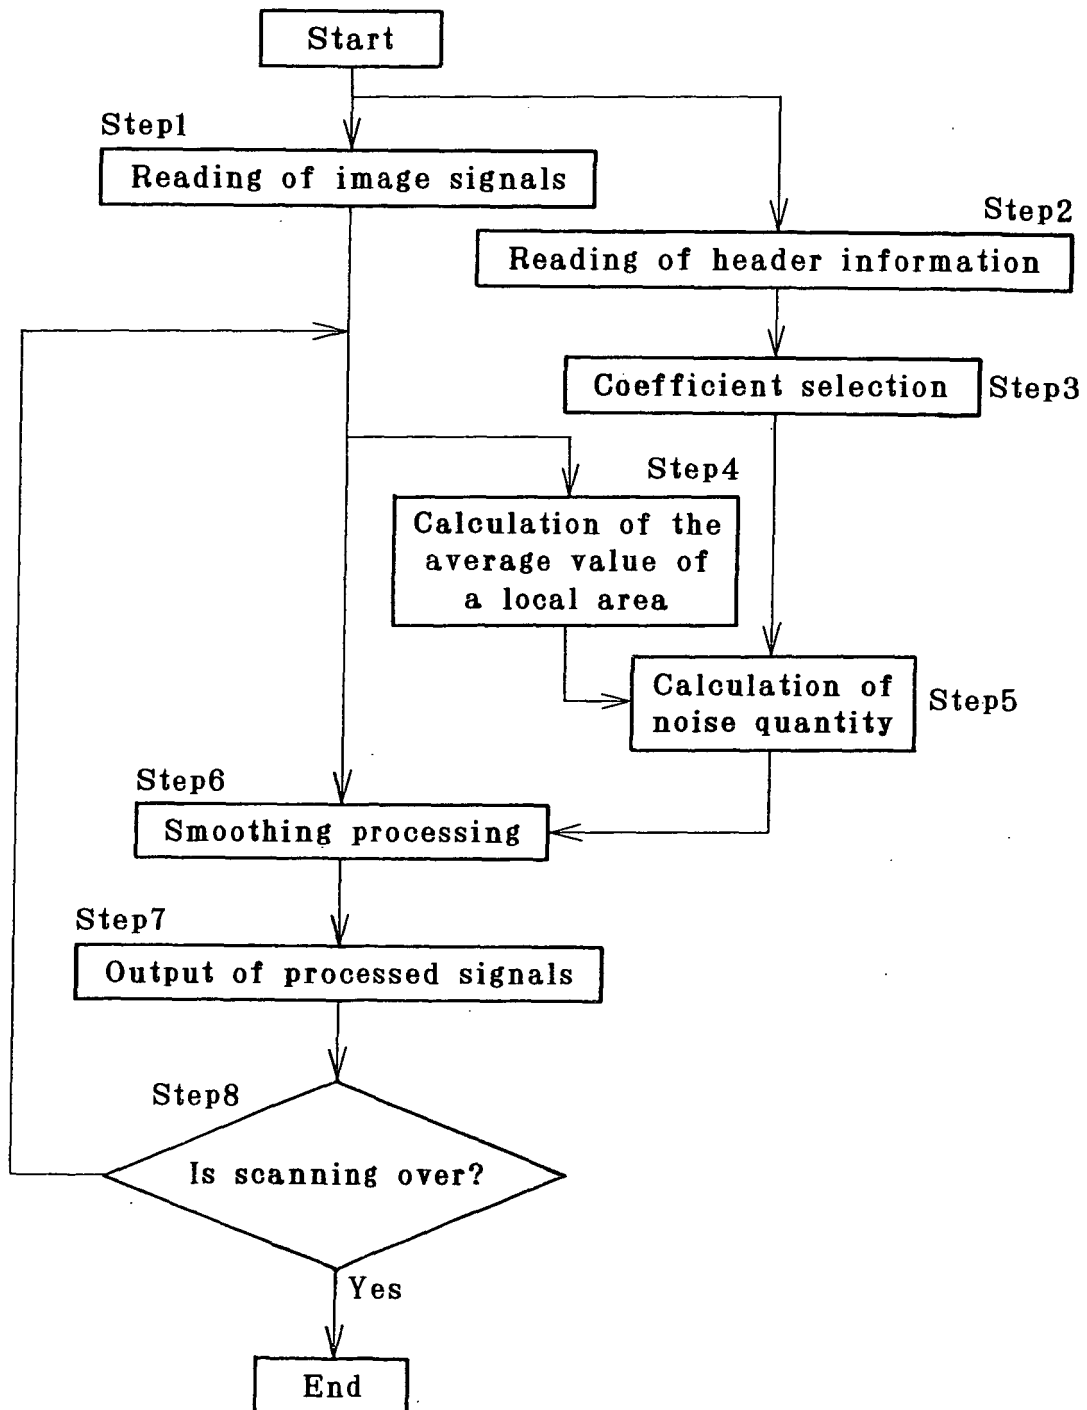 Start
Step1
Reading of image signals
Step2
Reading of header information
Coefficient selection
Step3
Step4
Calculation of the
average value of
a local area
Calculation of
noise quantity
Step5
Step6
Smoothing processing
Step7
Output of processed signals
Step8
Is scanning over?
Yes
End